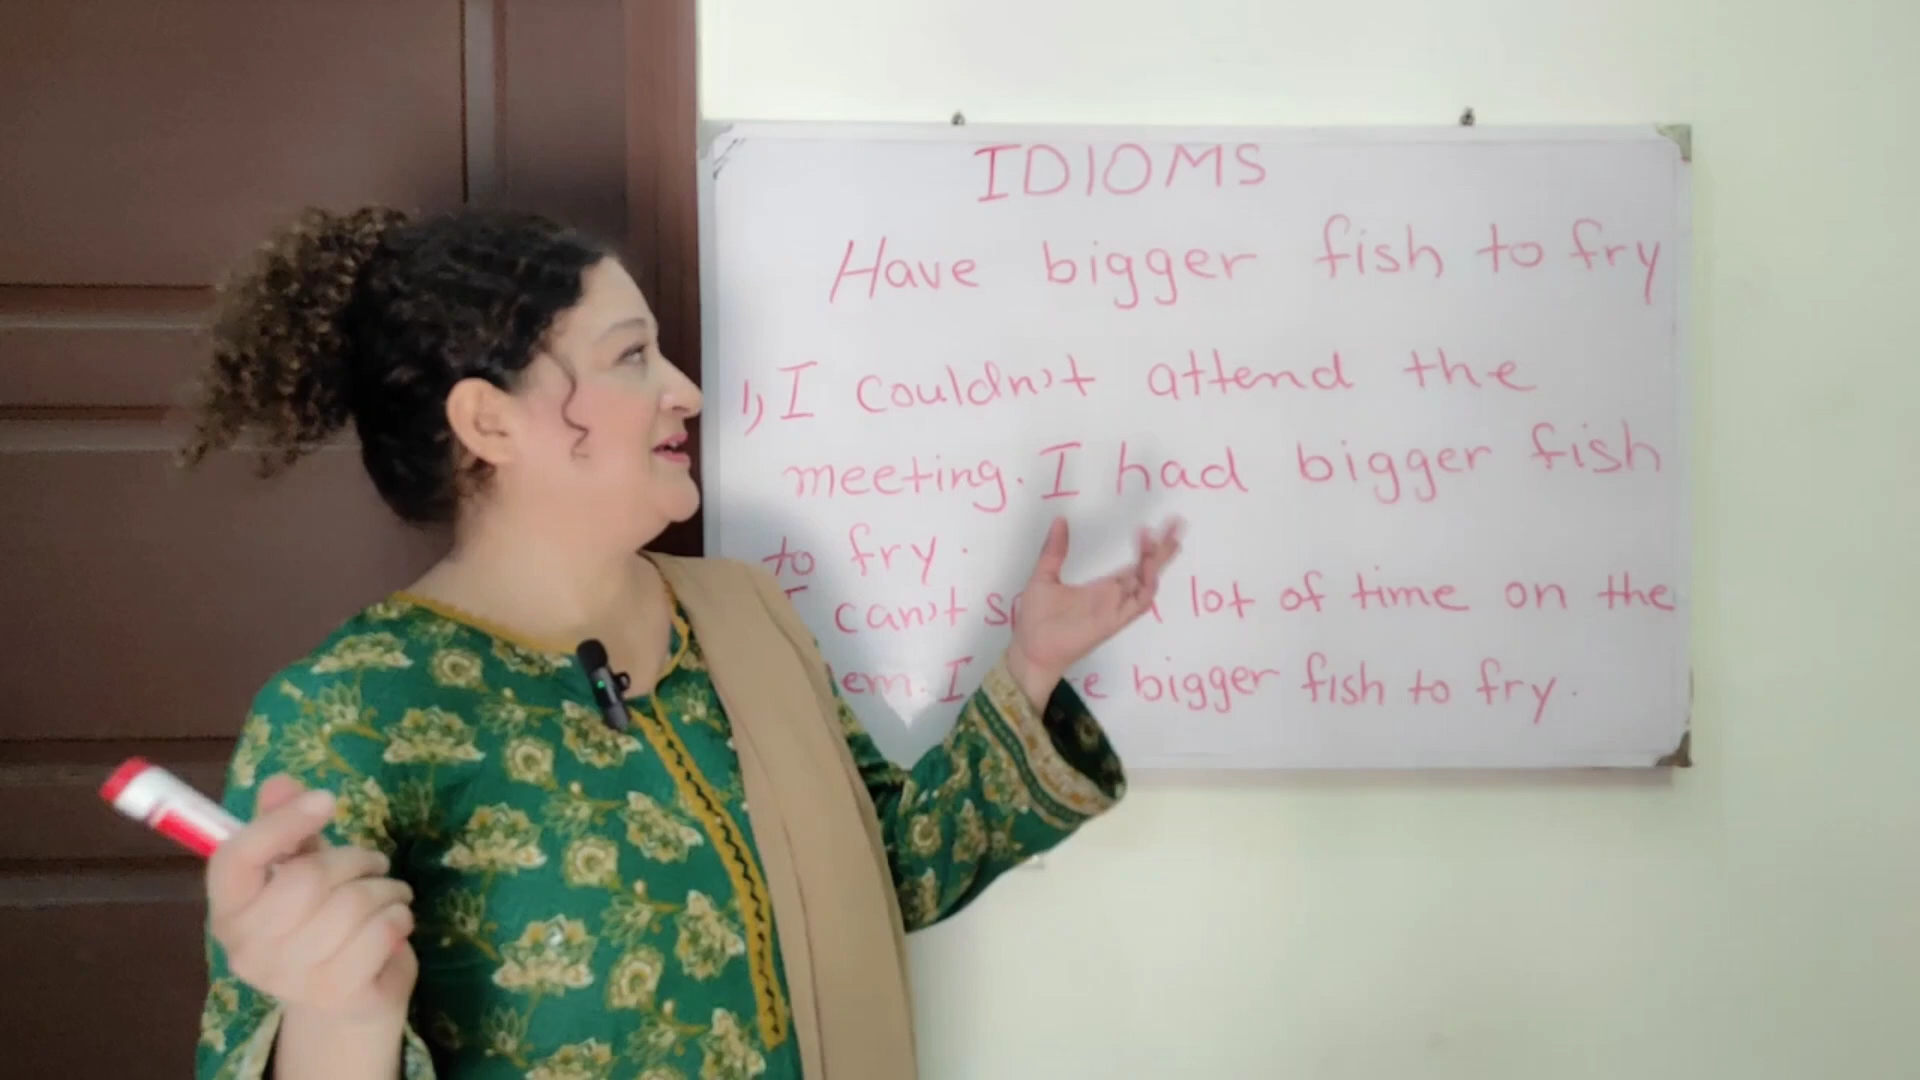 IDIOMS
Have bigger fish to fry
1) I couldn't attend the
meeting. I had bigger fish
to fry.
I can't a lot of time on the
I bigger fish to fry.